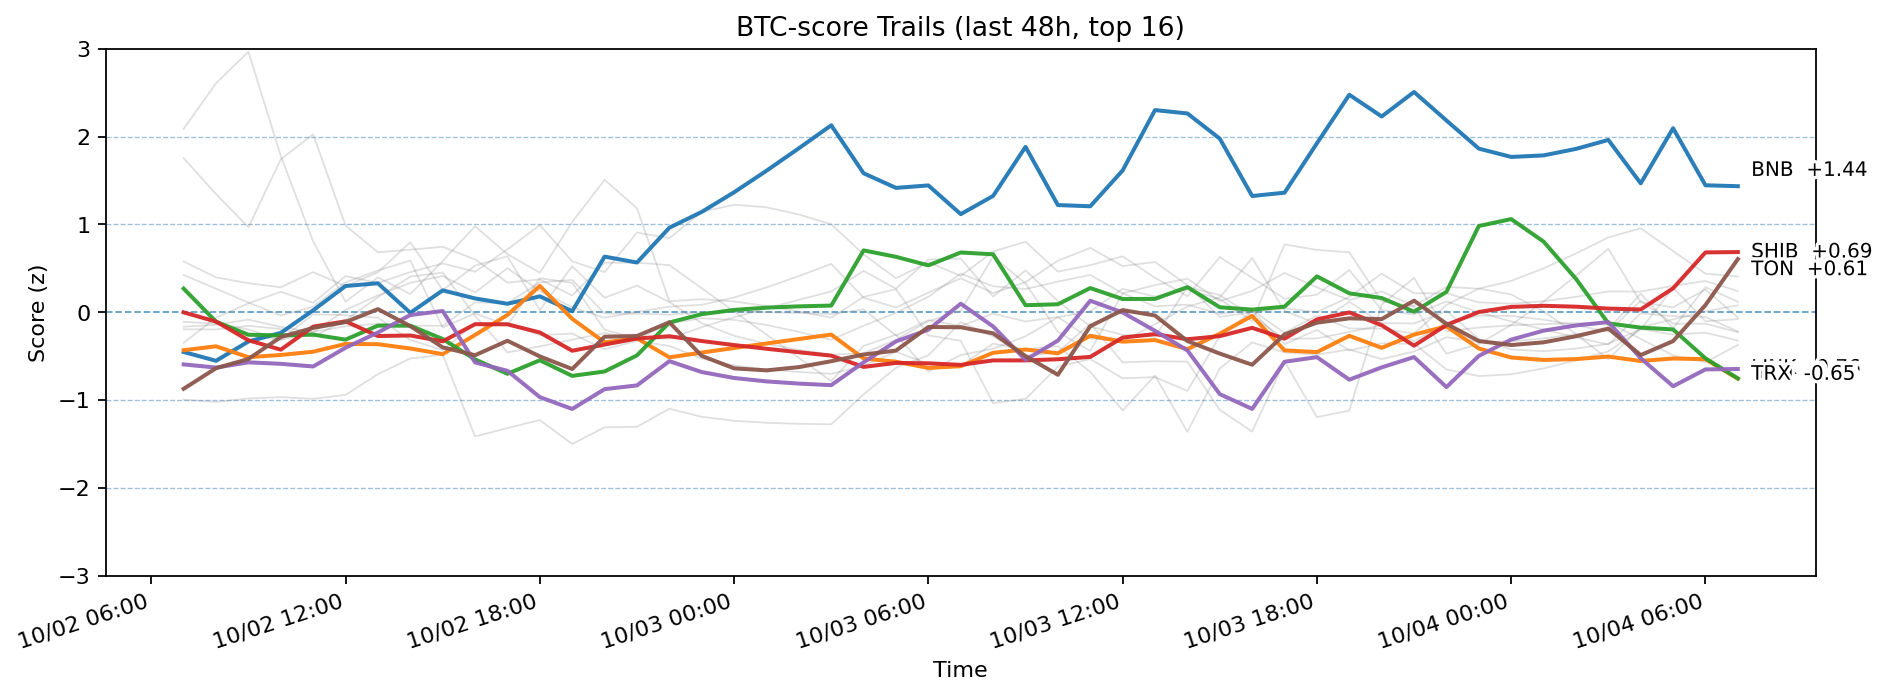 BTC-score Trails (last 48h, top 16)
Score (z)
3
2
1
0
−1
−2
−3
BNB +1.44
SHIB +0.69
TON +0.61
TRX -0.65
10/02 06:00
10/02 12:00
10/02 18:00
10/03 00:00
10/03 06:00
10/03 12:00
10/03 18:00
10/04 00:00
10/04 06:00
Time